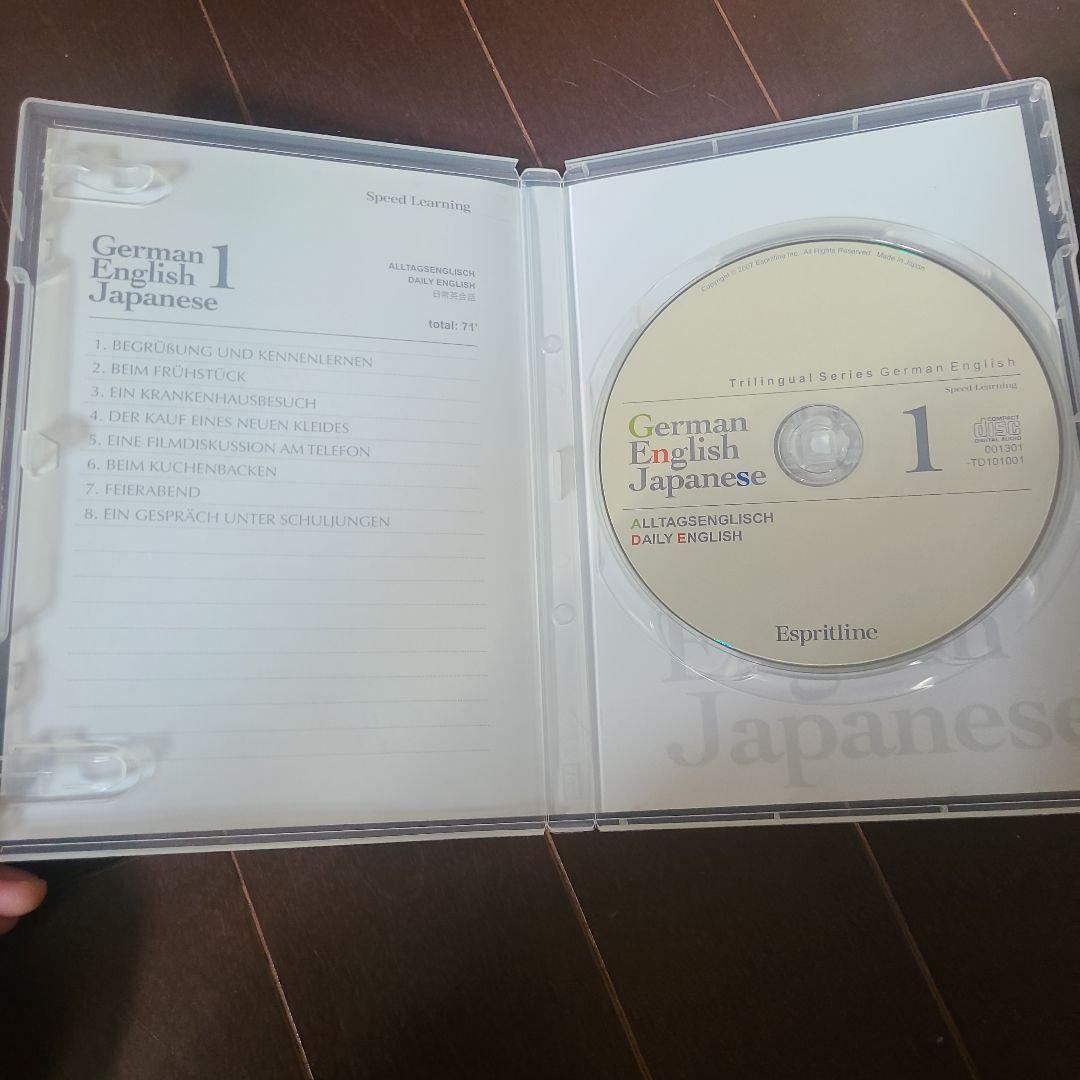 Speed Learning
German
English
Japanese
1
ALLTAGSENGLISCH
DAILY ENGLISH
日常英会話
total: 71'
1. BEGRÜßUNG UND KENNENLERNEN
2. BEIM FRÜHSTÜCK
3. EIN KRANKENHAUSBESUCH
4. DER KAUF EINES NEUEN KLEIDES
5. EINE FILMDISKUSSION AM TELEFON
6. BEIM KUCHENBACKEN
7. FEIERABEND
8. EIN GESPRÄCH UNTER SCHULJUNGEN
Copyright © 2007 Espritline Inc. All Rights Reserved. Made in Japan
Trilingual Series German English
Speed Learning
German
English
Japanese
1
COMPACT
disc
DIGITAL AUDIO
001301
-TD101001
ALLTAGSENGLISCH
DAILY ENGLISH
Espritline
English
Japanese